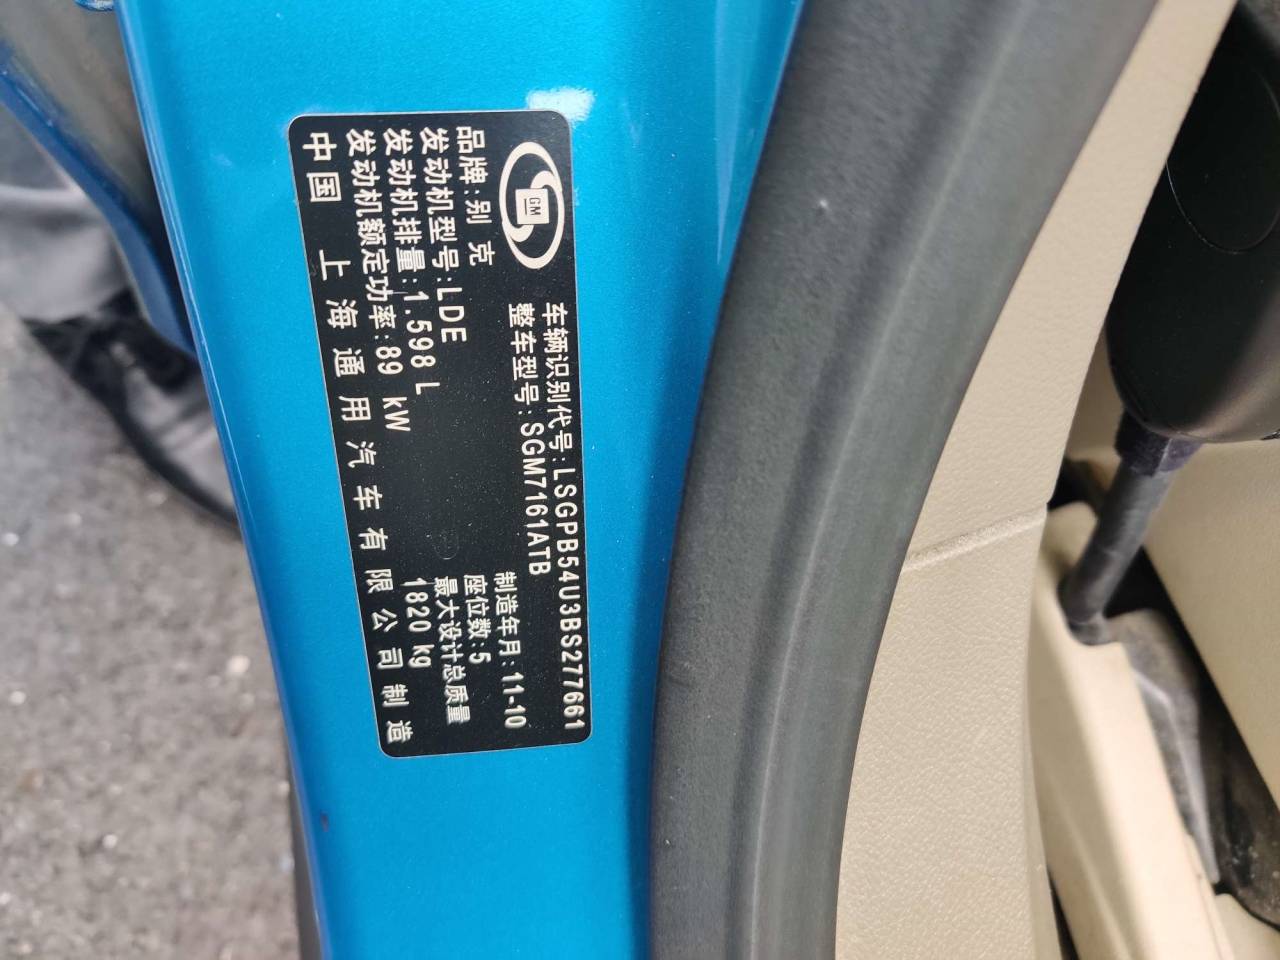 GM
车辆识别代号:LSGPB54U3BS277661
整车型号:SGM7161ATB
品牌:别克
制造年月:11-10
发动机型号:LDE
座位数:5
发动机排量:1.598 L
最大设计总质量
发动机额定功率:89 kW
1820 kg
中国 上海通用汽车有限公司制造